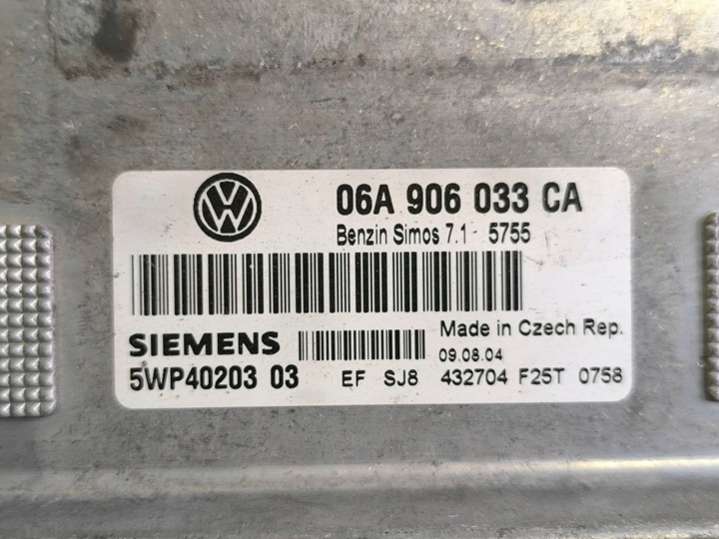 06A 906 033 CA
Benzin Simos 7.1 5755
SIEMENS
Made in Czech Rep.
09.08.04
5WP40203 03
EF SJ8 432704 F25T 0758